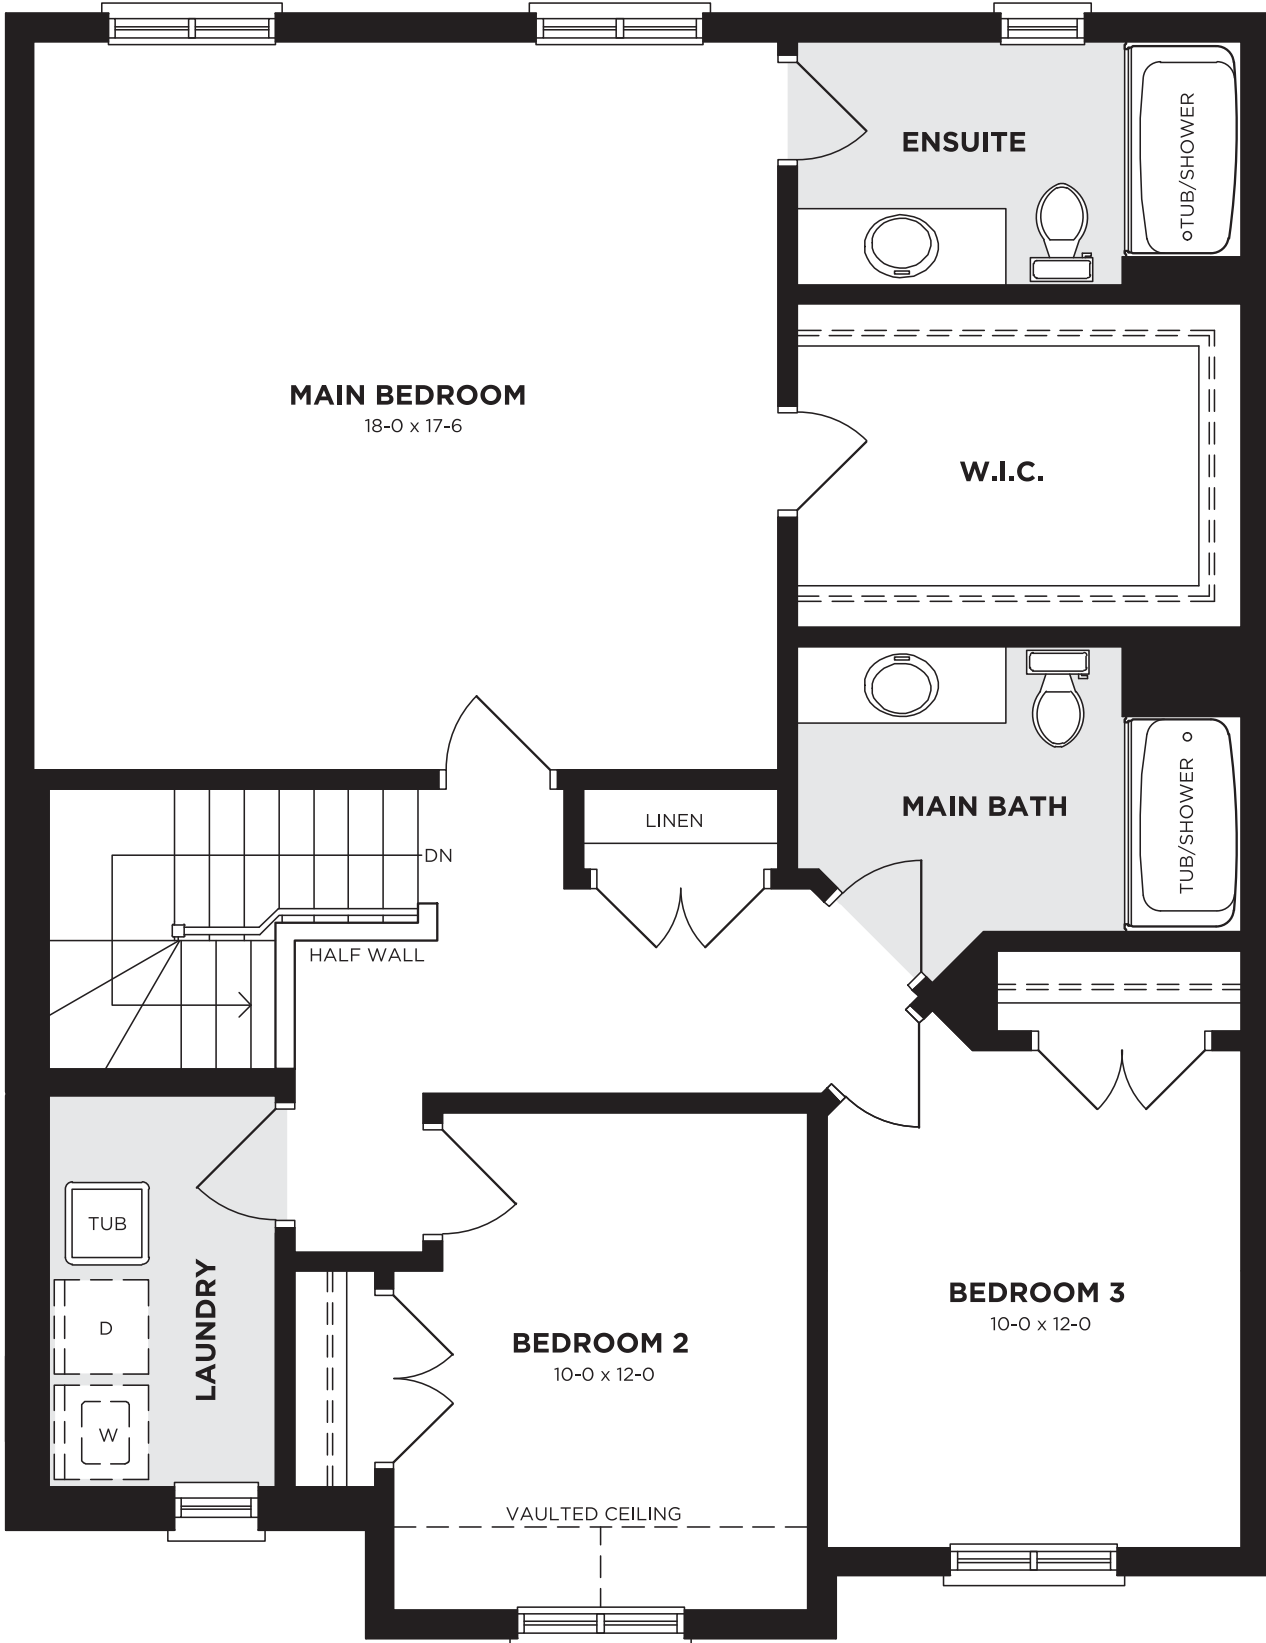 ENSUITE
TUB/SHOWER
MAIN BEDROOM
18-0 x 17-6
W.I.C.
MAIN BATH
TUB/SHOWER
LINEN
DN
HALF WALL
TUB
D
W
LAUNDRY
BEDROOM 2
10-0 x 12-0
BEDROOM 3
10-0 x 12-0
VAULTED CEILING